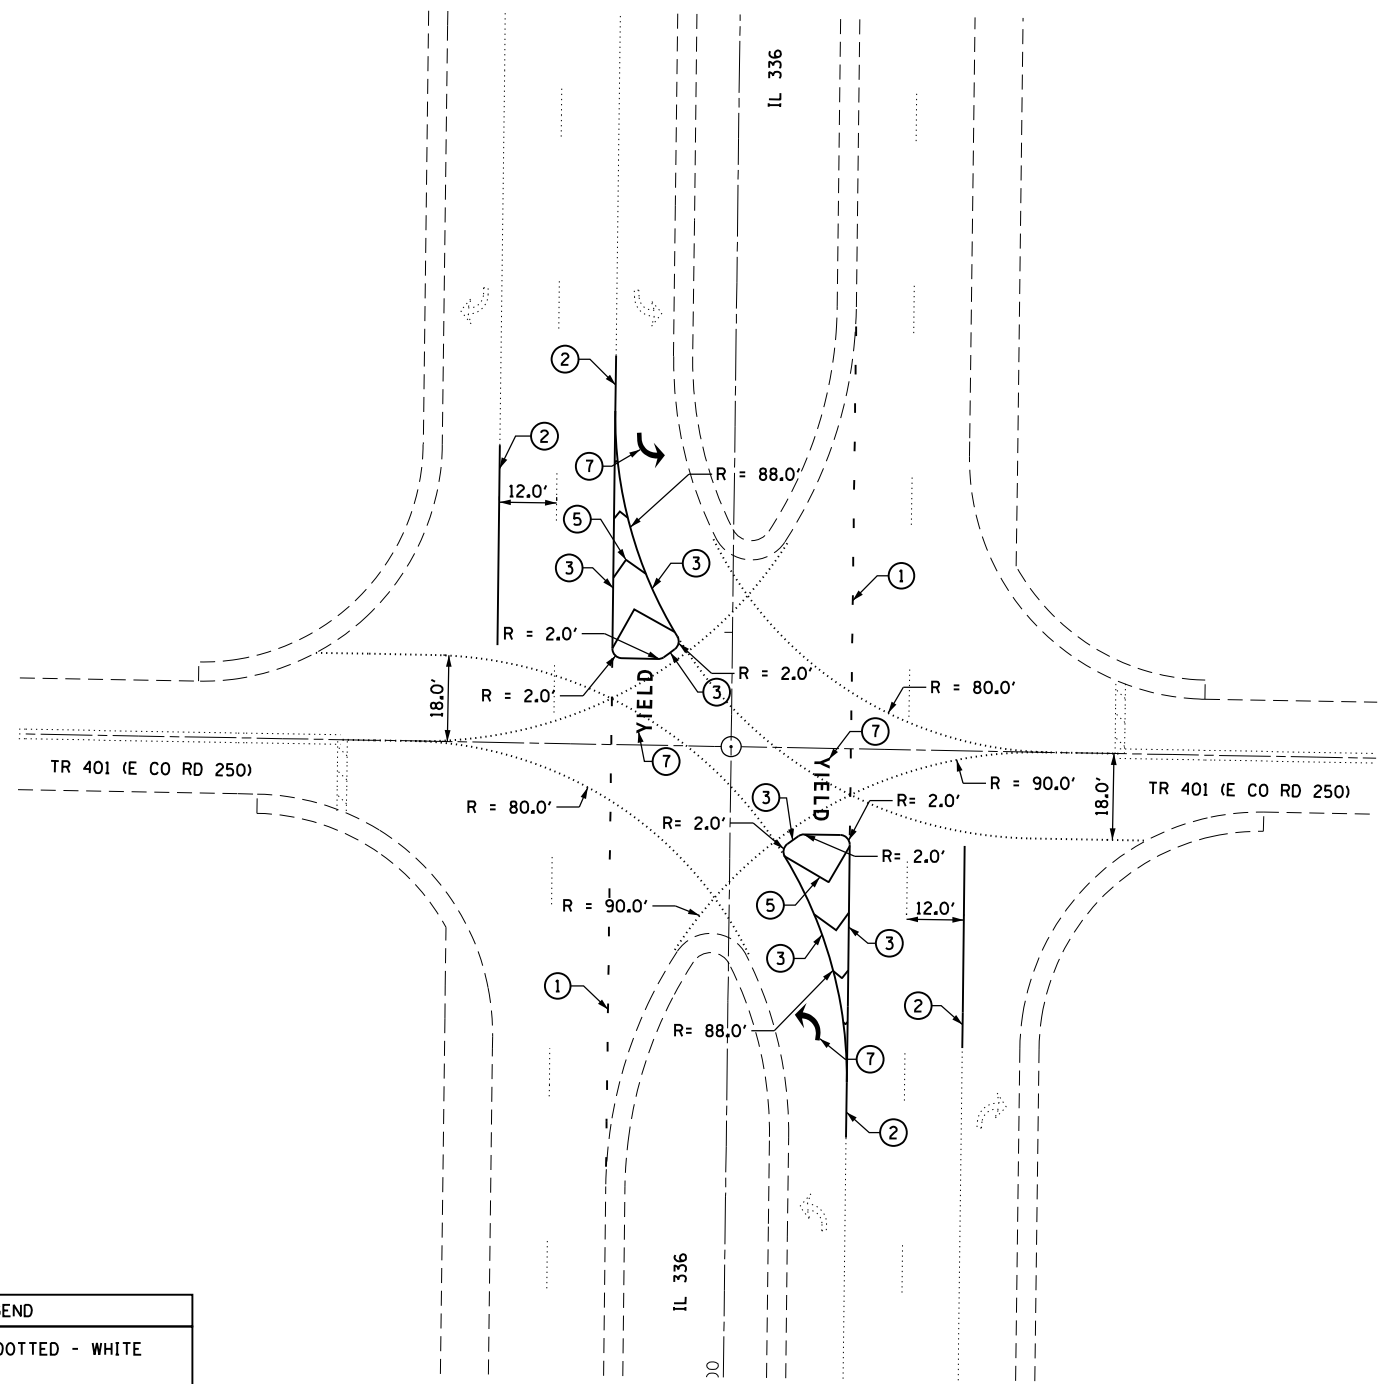 IL 336
2
2
7
R = 88.0'
12.0'
5
3
3
1
R = 2.0'
R = 2.0'
R = 2.0'
3
R = 80.0'
18.0'
YIELD
7
7
TR 401 (E CO RD 250)
YIELD
R = 90.0'
18.0'
TR 401 (E CO RD 250)
R = 80.0'
3
R= 2.0'
R= 2.0'
R= 2.0'
5
R = 90.0'
12.0'
3
3
1
2
R= 88.0'
7
2
IL 336
DOTTED - WHITE